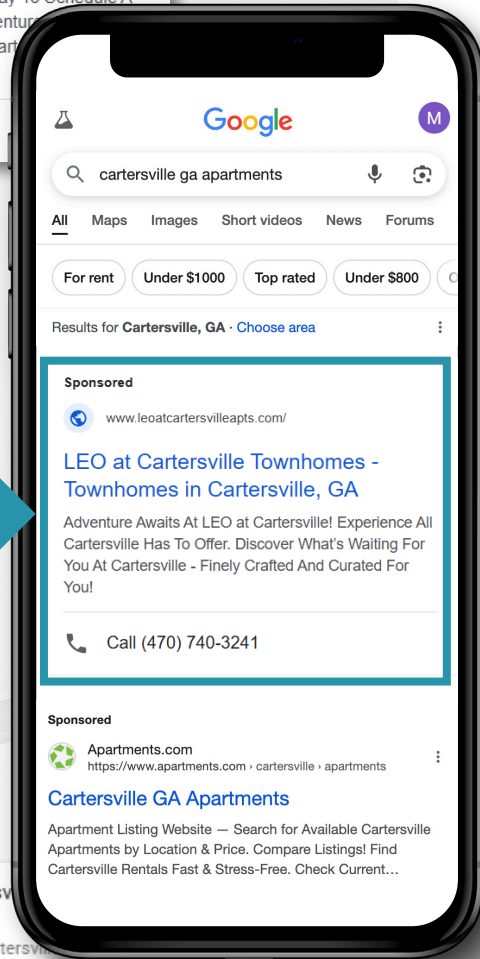 Google
M
cartersville ga apartments
All Maps Images Short videos News Forums
For rent Under $1000 Top rated Under $800
Results for Cartersville, GA · Choose area
Sponsored
www.leoatcartersvilleapts.com/
LEO at Cartersville Townhomes -
Townhomes in Cartersville, GA
Adventure Awaits At LEO at Cartersville! Experience All
Cartersville Has To Offer. Discover What's Waiting For
You At Cartersville - Finely Crafted And Curated For
You!
Call (470) 740-3241
Sponsored
Apartments.com
https://www.apartments.com › cartersville › apartments
Cartersville GA Apartments
Apartment Listing Website — Search for Available Cartersville
Apartments by Location & Price. Compare Listings! Find
Cartersville Rentals Fast & Stress-Free. Check Current...